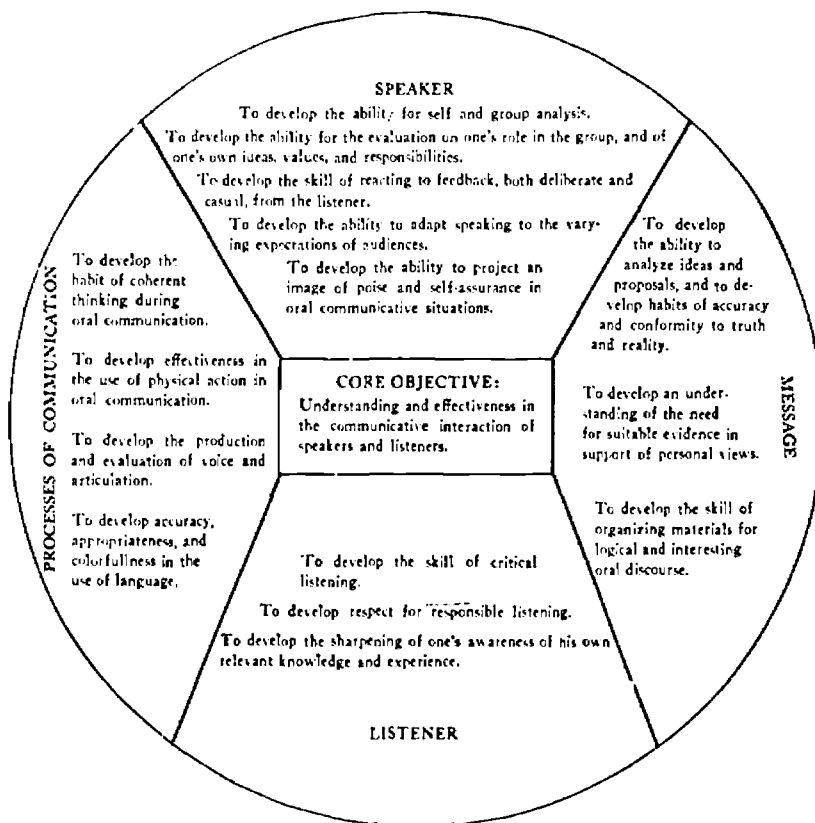 SPEAKER
To develop the ability for self and group analysis.
To develop the ability for the evaluation on one's role in the group, and of
one's own ideas, values, and responsibilities.
To develop the skill of reacting to feedback, both deliberate and
casual, from the listener.
To develop the ability to adapt speaking to the vary-
ing expectations of audiences.
To develop the ability to project an
image of poise and self-assurance in
oral communicative situations.
PROCESSES OF COMMUNICATION
To develop the
habit of coherent
thinking during
oral communication.
To develop effectiveness in
the use of physical action in
oral communication.
To develop the production
and evaluation of voice and
articulation.
To develop accuracy,
appropriateness, and
colorfullness in the
use of language.
CORE OBJECTIVE:
Understanding and effectiveness in
the communicative interaction of
speakers and listeners.
MESSAGE
To develop
the ability to
analyze ideas and
proposals, and to de-
velop habits of accuracy
and conformity to truth
and reality.
To develop an under-
standing of the need
for suitable evidence in
support of personal views.
To develop the skill of
organizing materials for
logical and interesting
oral discourse.
To develop the skill of critical
listening.
To develop respect for responsible listening.
To develop the sharpening of one's awareness of his own
relevant knowledge and experience.
LISTENER